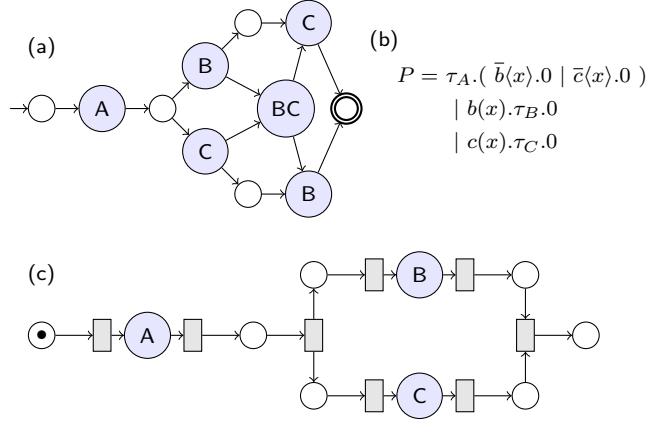 (a)
C
(b)
B
P = τ_A.( b̄⟨x⟩.0 | c̄⟨x⟩.0 )
A
BC
| b(x).τ_B.0
C
| c(x).τ_C.0
B
(c)
B
A
C